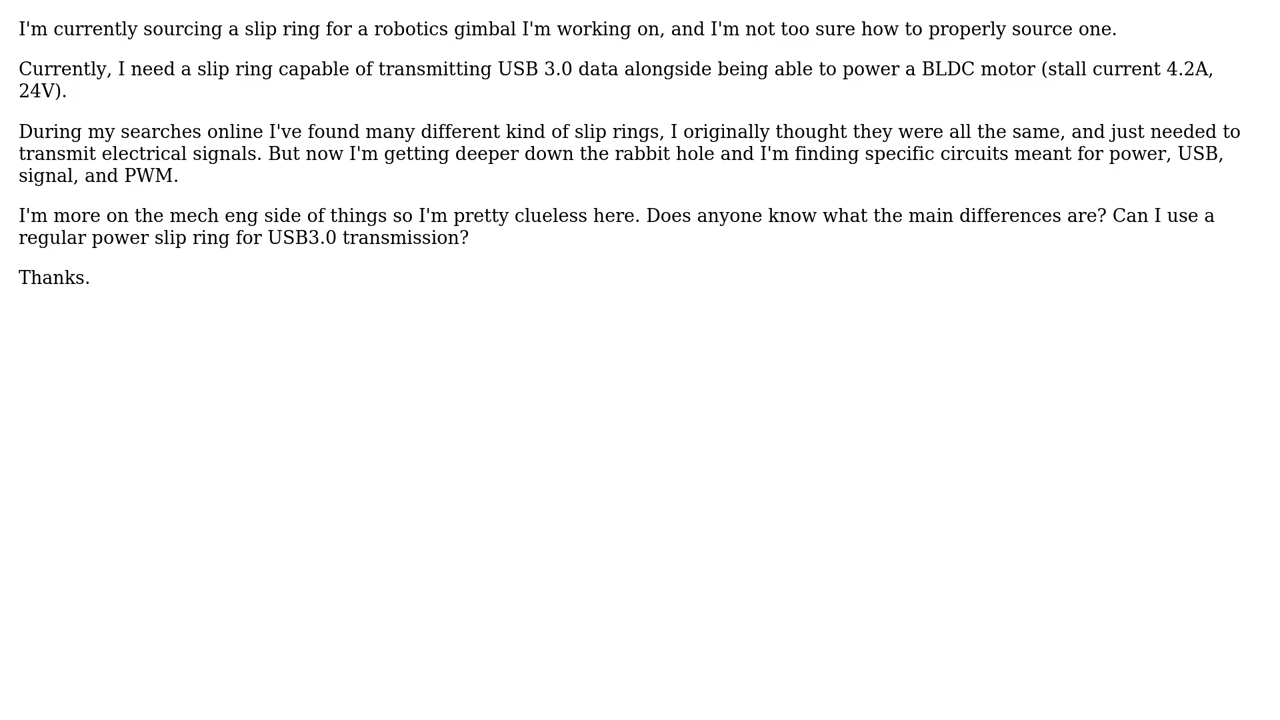 I'm currently sourcing a slip ring for a robotics gimbal I'm working on, and I'm not too sure how to properly source one.
Currently, I need a slip ring capable of transmitting USB 3.0 data alongside being able to power a BLDC motor (stall current 4.2A,
24V).
During my searches online I've found many different kind of slip rings, I originally thought they were all the same, and just needed to
transmit electrical signals. But now I'm getting deeper down the rabbit hole and I'm finding specific circuits meant for power, USB,
signal, and PWM.
I'm more on the mech eng side of things so I'm pretty clueless here. Does anyone know what the main differences are? Can I use a
regular power slip ring for USB3.0 transmission?
Thanks.